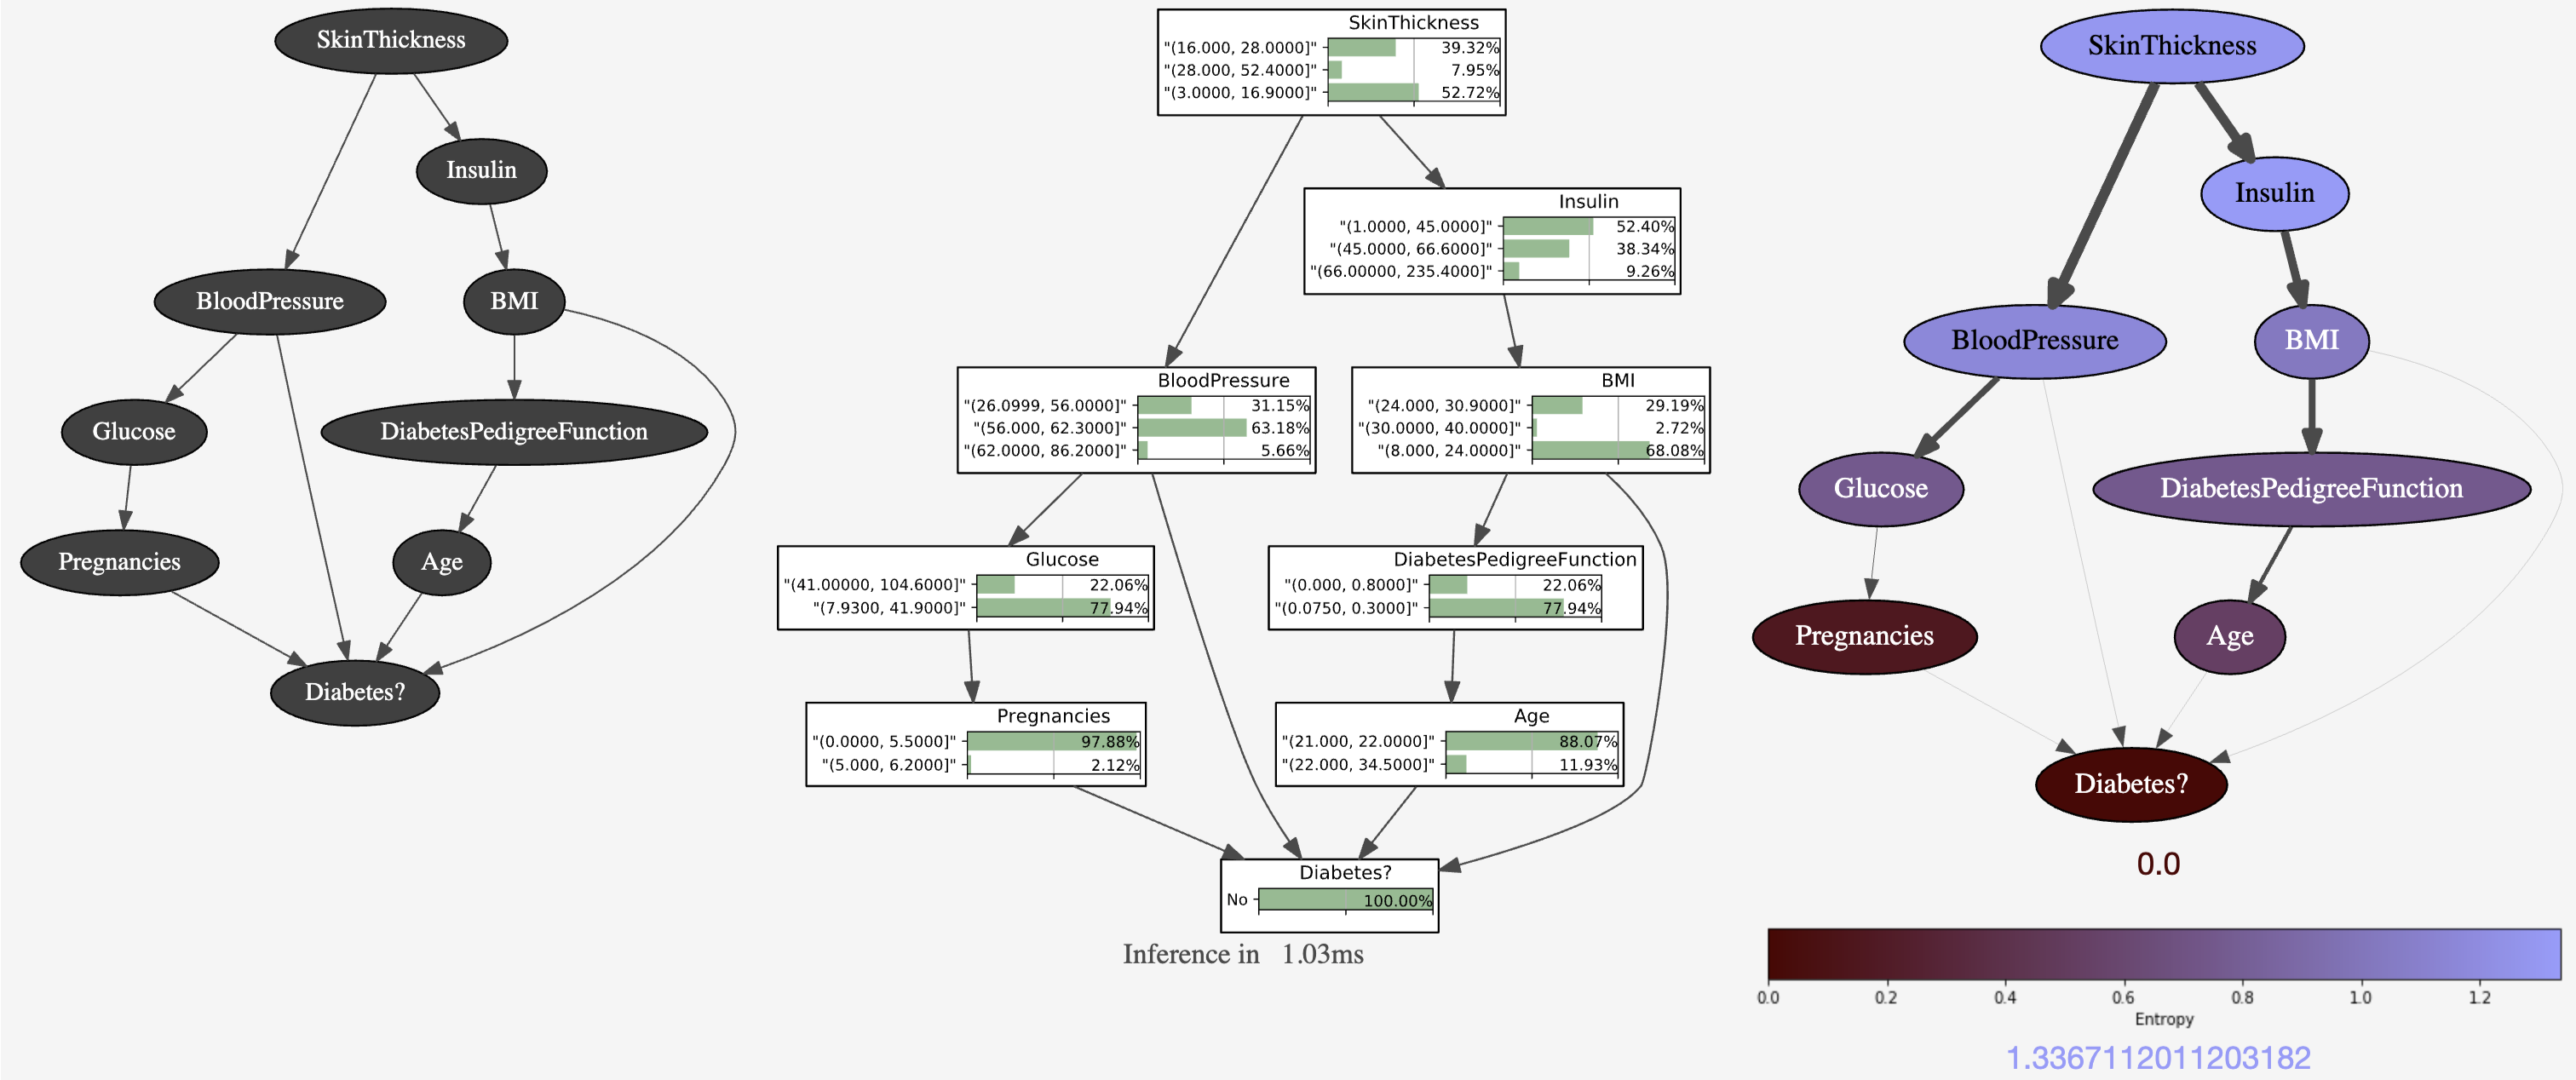 SkinThickness
Insulin
BloodPressure
BMI
Glucose
DiabetesPedigreeFunction
Pregnancies
Age
Diabetes?
SkinThickness
"(16.000, 28.0000]" 39.32%
"(28.000, 52.4000]" 7.95%
"(3.0000, 16.9000]" 52.72%
Insulin
"(1.0000, 45.0000]" 52.40%
"(45.0000, 66.6000]" 38.34%
"(66.00000, 235.4000]" 9.26%
BloodPressure
"(26.0999, 56.0000]" 31.15%
"(56.000, 62.3000]" 63.18%
"(62.0000, 86.2000]" 5.66%
BMI
"(24.000, 30.9000]" 29.19%
"(30.0000, 40.0000]" 2.72%
"(8.000, 24.0000]" 68.08%
Glucose
"(41.00000, 104.6000]" 22.06%
"(7.9300, 41.9000]" 77.94%
DiabetesPedigreeFunction
"(0.000, 0.8000]" 22.06%
"(0.0750, 0.3000]" 77.94%
Pregnancies
"(0.0000, 5.5000]" 97.88%
"(5.000, 6.2000]" 2.12%
Age
"(21.000, 22.0000]" 88.07%
"(22.000, 34.5000]" 11.93%
Diabetes?
No 100.00%
Inference in 1.03ms
SkinThickness
Insulin
BloodPressure
BMI
Glucose
DiabetesPedigreeFunction
Pregnancies
Age
Diabetes?
0.0
0.0 0.2 0.4 0.6 0.8 1.0 1.2
Entropy
1.3367112011203182